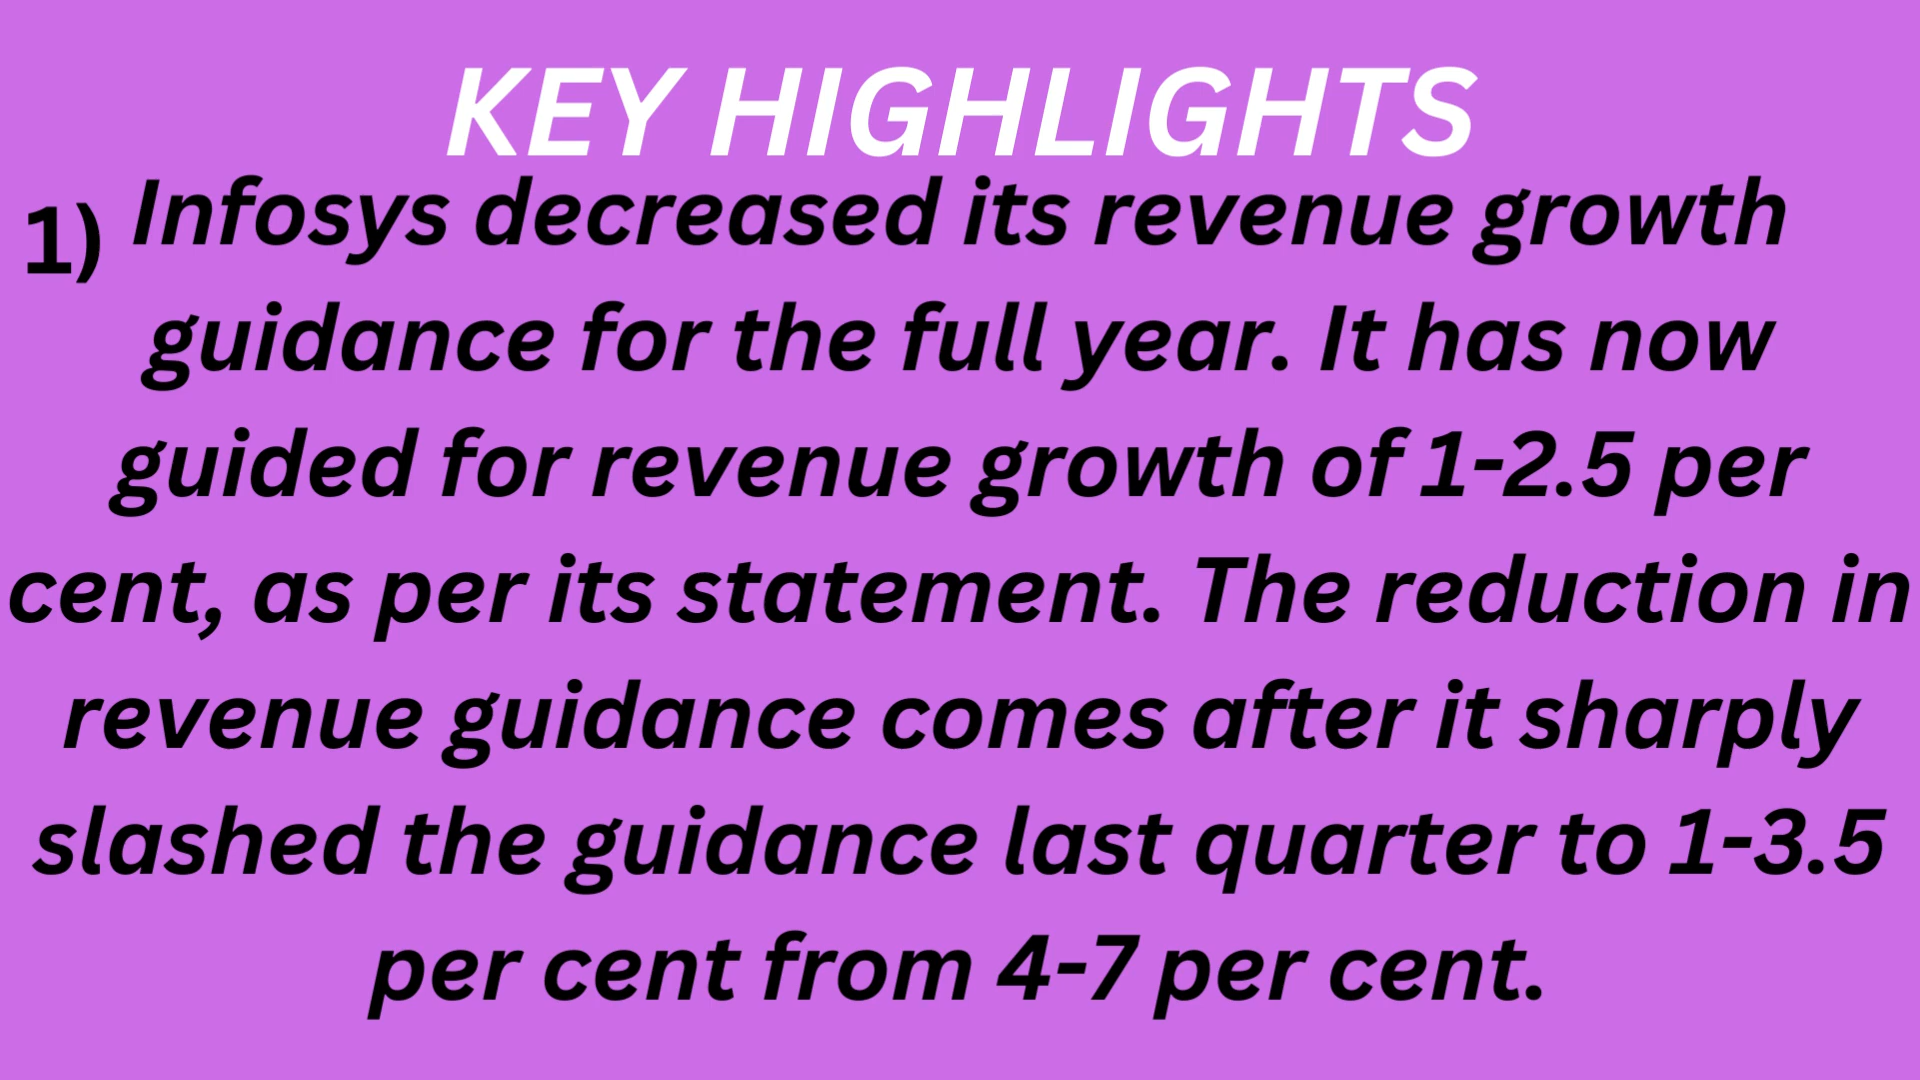 KEY HIGHLIGHTS
1) Infosys decreased its revenue growth
guidance for the full year. It has now
guided for revenue growth of 1-2.5 per
cent, as per its statement. The reduction in
revenue guidance comes after it sharply
slashed the guidance last quarter to 1-3.5
per cent from 4-7 per cent.